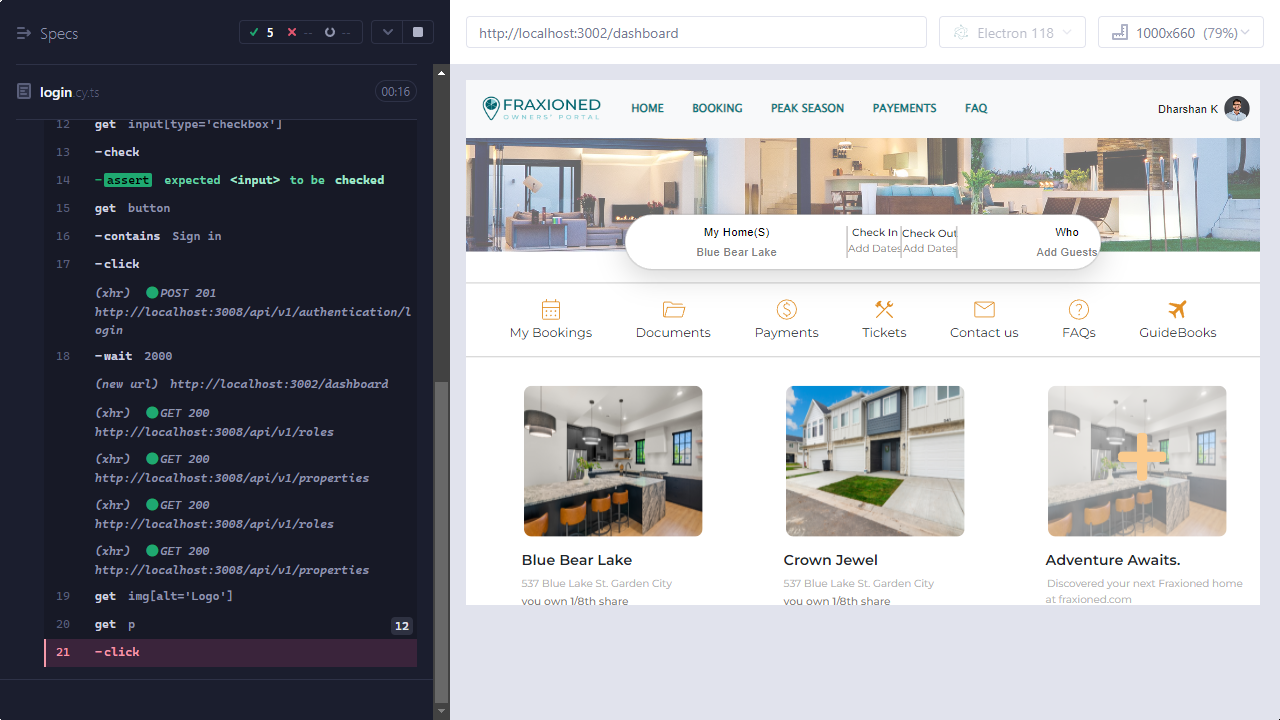 Specs
5
--
--
login.cy.ts
00:16
12 get input[type='checkbox']
13 -check
14 -assert expected <input> to be checked
15 get button
16 -contains Sign in
17 -click
(xhr) POST 201
http://localhost:3008/api/v1/authentication/l
ogin
18 -wait 2000
(new url) http://localhost:3002/dashboard
(xhr) GET 200
http://localhost:3008/api/v1/roles
(xhr) GET 200
http://localhost:3008/api/v1/properties
(xhr) GET 200
http://localhost:3008/api/v1/roles
(xhr) GET 200
http://localhost:3008/api/v1/properties
19 get img[alt='Logo']
20 get p 12
21 -click
http://localhost:3002/dashboard
Electron 118
1000x660 (79%)
FRAXIONED
OWNERS' PORTAL
HOME
BOOKING
PEAK SEASON
PAYEMENTS
FAQ
Dharshan K
My Home(S)
Blue Bear Lake
Check In
Add Dates
Check Out
Add Dates
Who
Add Guests
My Bookings
Documents
Payments
Tickets
Contact us
FAQs
GuideBooks
Blue Bear Lake
537 Blue Lake St. Garden City
you own 1/8th share
Crown Jewel
537 Blue Lake St. Garden City
you own 1/8th share
Adventure Awaits.
Discovered your next Fraxioned home
at fraxioned.com